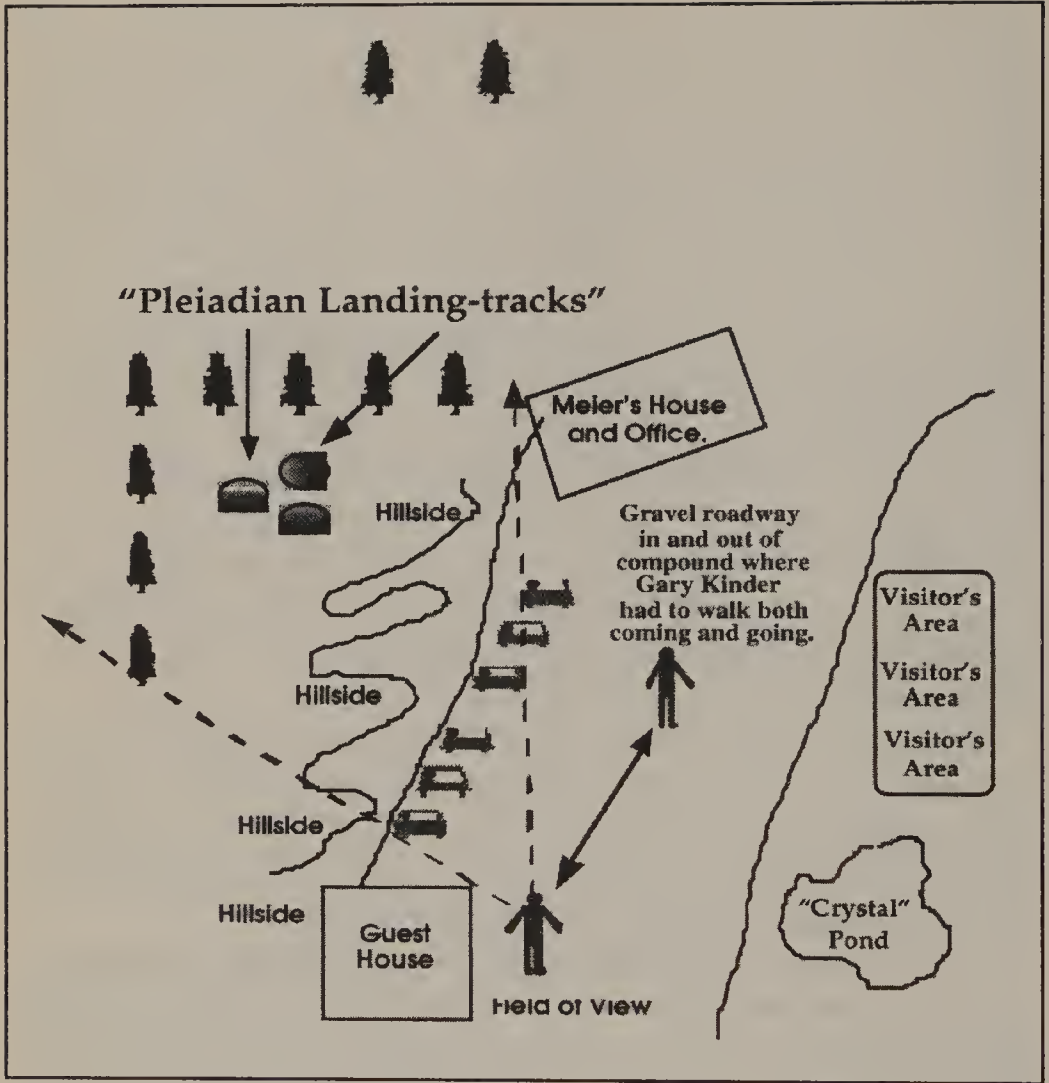 "Pleiadian Landing-tracks"
Meier's House
and Office.
Hillside
Gravel roadway
in and out of
compound where
Gary Kinder
had to walk both
coming and going.
Visitor's
Area
Visitor's
Area
Visitor's
Area
Hillside
Hillside
Hillside
Guest
House
"Crystal"
Pond
Field of View